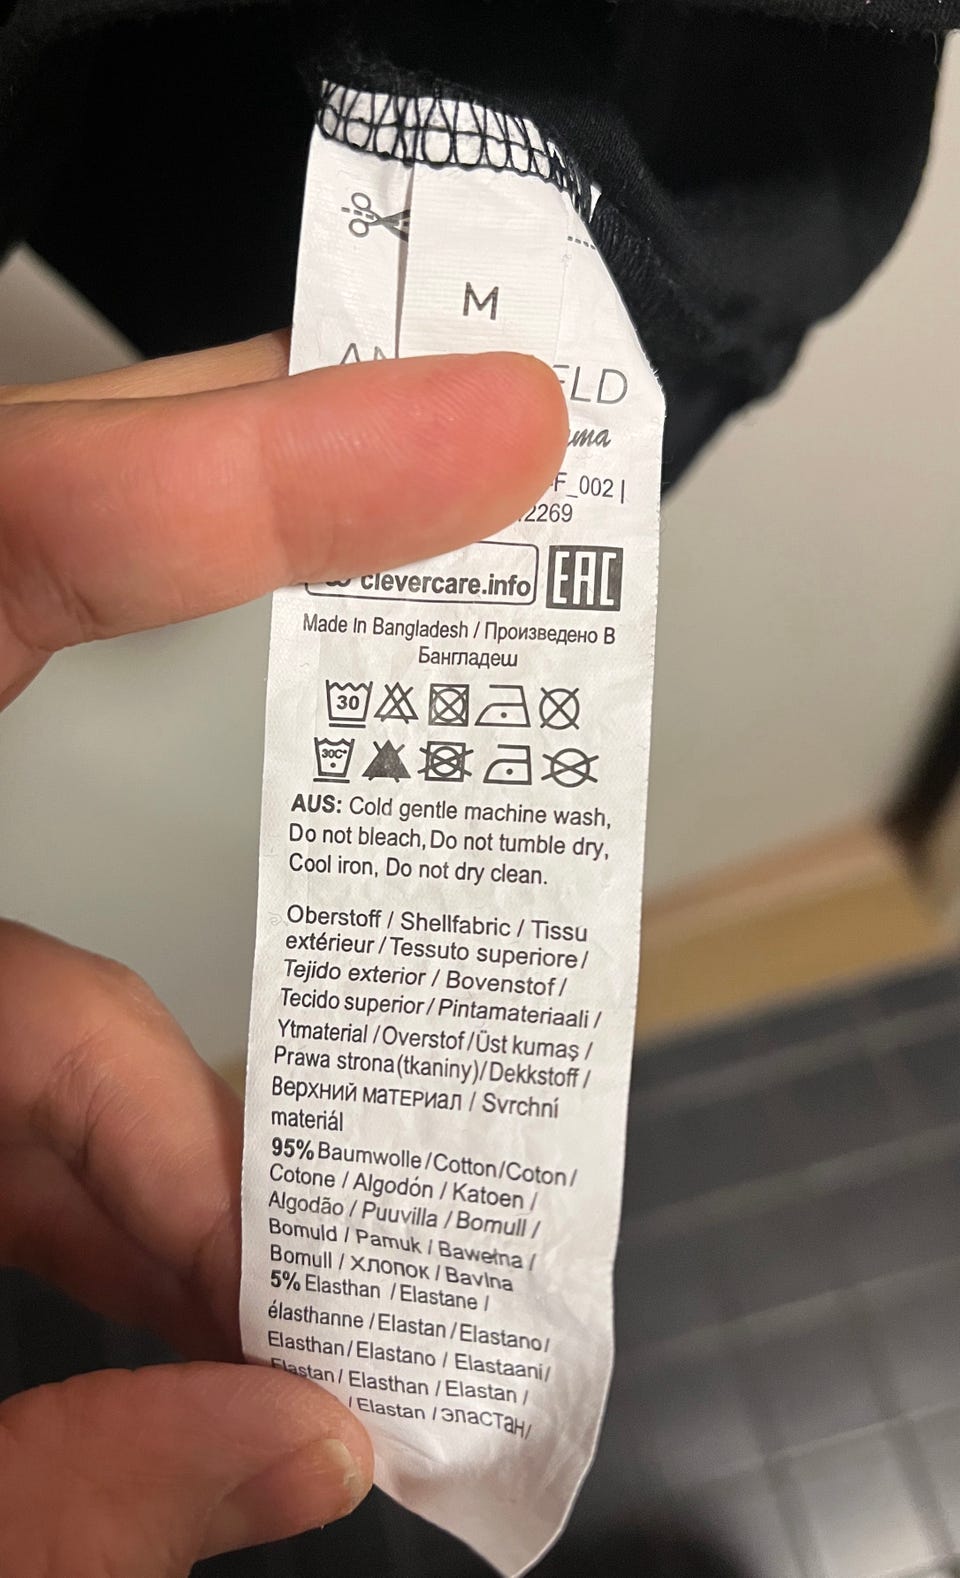 M
F_002 |
2269
clevercare.info
EAC
Made In Bangladesh / Произведено В
Бангладеш
30
30C°
AUS: Cold gentle machine wash,
Do not bleach, Do not tumble dry,
Cool iron, Do not dry clean.
Oberstoff / Shellfabric / Tissu
extérieur / Tessuto superiore /
Tejido exterior / Bovenstof /
Tecido superior / Pintamateriaali /
Ytmaterial / Overstof / Üst kumaş /
Prawa strona(tkaniny)/ Dekkstoff /
Верхний материал / Svrchní
materiál
95% Baumwolle / Cotton / Coton /
Cotone / Algodón / Katoen /
Algodão / Puuvilla / Bomull /
Bomuld / Pamuk / Bawełna /
Bomull / Хлопок / Bavlna
5% Elasthan / Elastane /
élasthanne / Elastan / Elastano /
Elasthan / Elastano / Elastaani /
Elastan / Elasthan / Elastan /
/ Elastan / Эластан /